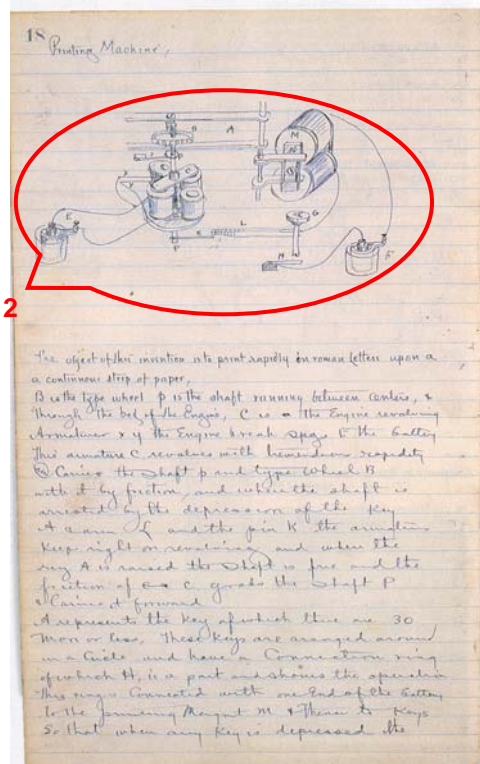 18
Printing Machine,
B
A
M
N
O
E
G
L
K
P
H
F
2
The object of this invention is to print rapidly in roman letters upon a
a continuous strip of paper,
B is the type wheel p is the shaft running between centers, &
through the bed of the Engine, C is the Engine revolving
Armature x y the Engine break spgs E the battery
This armature C revolves with tremendous rapidity
Carries the shaft p and type wheel B
with it by friction, and when the shaft is
arrested by the depression of the Key
and the pin K the armature
Keep right on revolving and when the
key A is raised the shaft is free and the
friction of C, the shaft P
& Carries it forward
A represents the Key of which there are 30
more or less, These Keys are arranged around
in a Circle and have a Connection ring
of which H, is a part and shows the operation
This ring is Connected with one End of the battery
to the Magnet M & thence to Keys
So that when any Key is depressed the